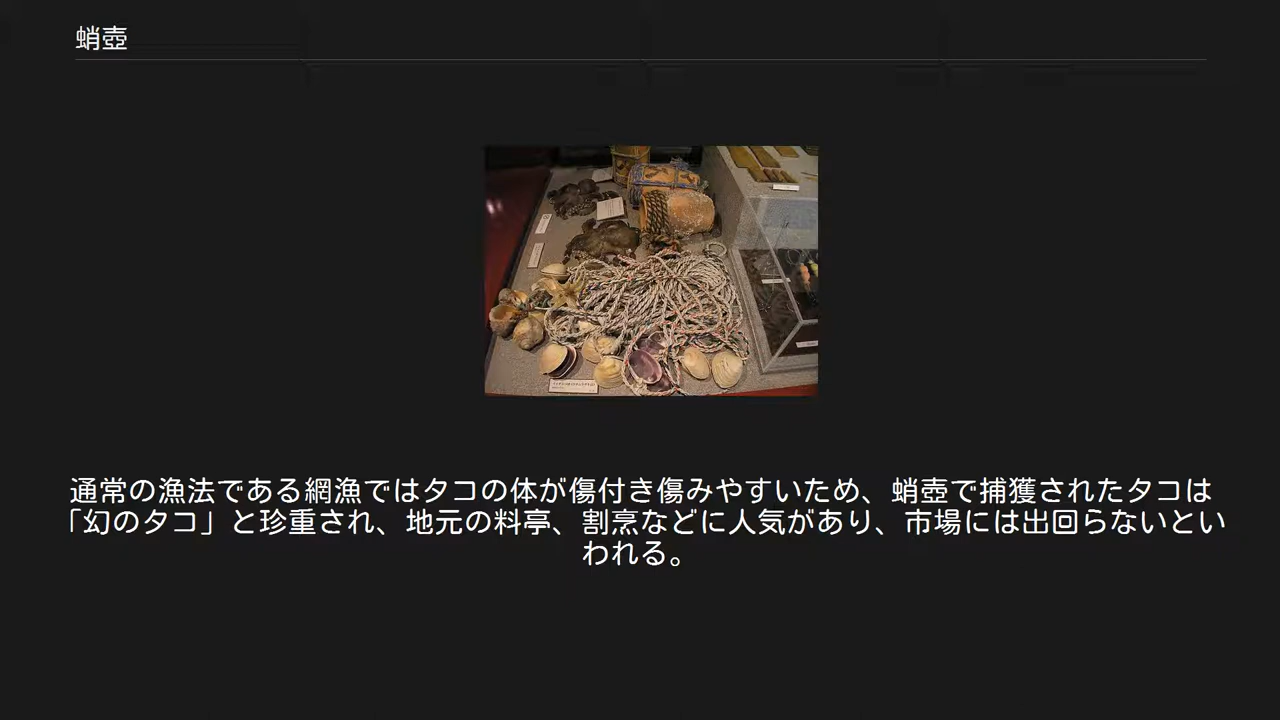 蛸壺
通常の漁法である網漁ではタコの体が傷付き傷みやすいため、蛸壺で捕獲されたタコは
「幻のタコ」と珍重され、地元の料亭、割烹などに人気があり、市場には出回らないとい
われる。